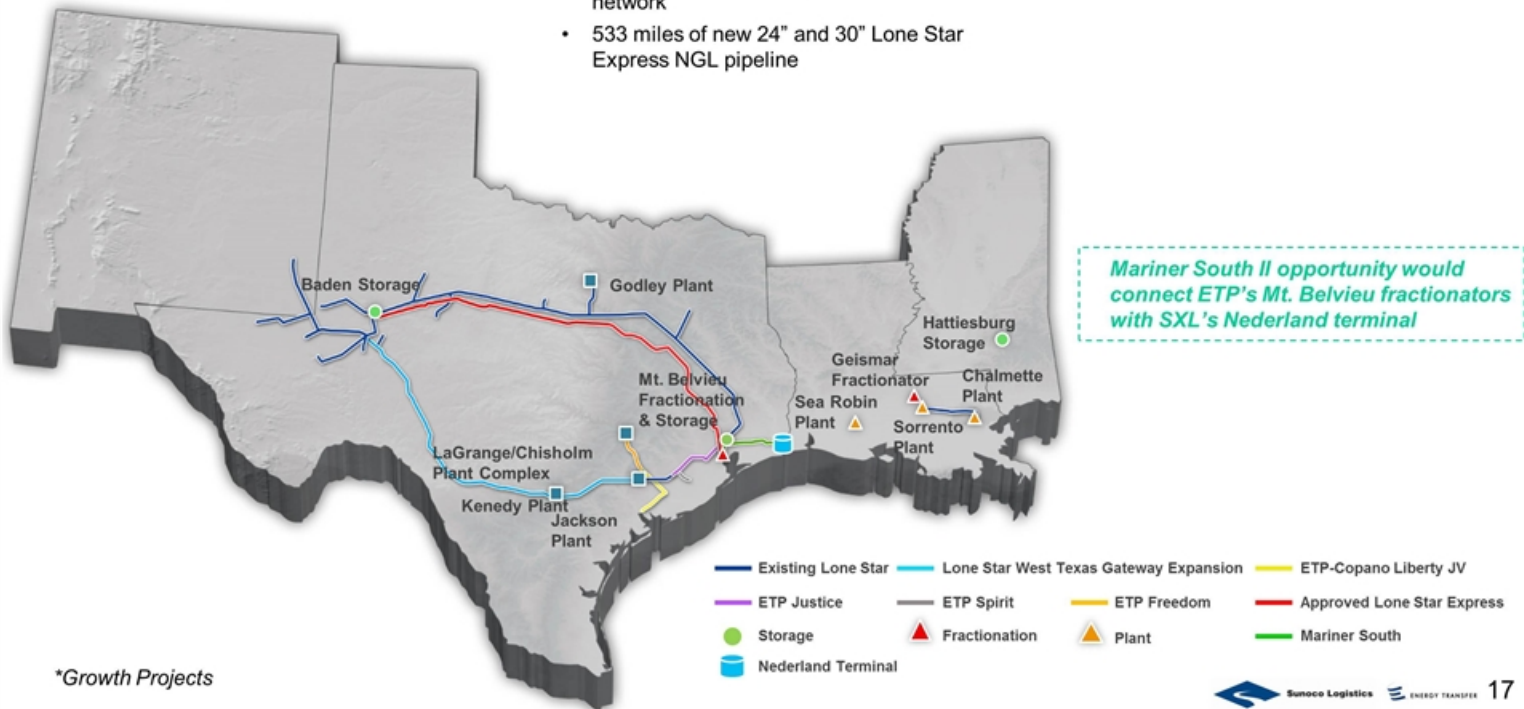 network
• 533 miles of new 24” and 30” Lone Star
Express NGL pipeline
Baden Storage
Godley Plant
Mariner South II opportunity would
connect ETP’s Mt. Belvieu fractionators
with SXL’s Nederland terminal
Hattiesburg
Storage
Geismar
Fractionator
Chalmette
Plant
Mt. Belvieu
Fractionation
& Storage
Sea Robin
Plant
Sorrento
Plant
LaGrange/Chisholm
Plant Complex
Kenedy Plant
Jackson
Plant
Existing Lone Star
Lone Star West Texas Gateway Expansion
ETP-Copano Liberty JV
ETP Justice
ETP Spirit
ETP Freedom
Approved Lone Star Express
Storage
Fractionation
Plant
Mariner South
Nederland Terminal
*Growth Projects
Sunoco Logistics
ENERGY TRANSFER
17